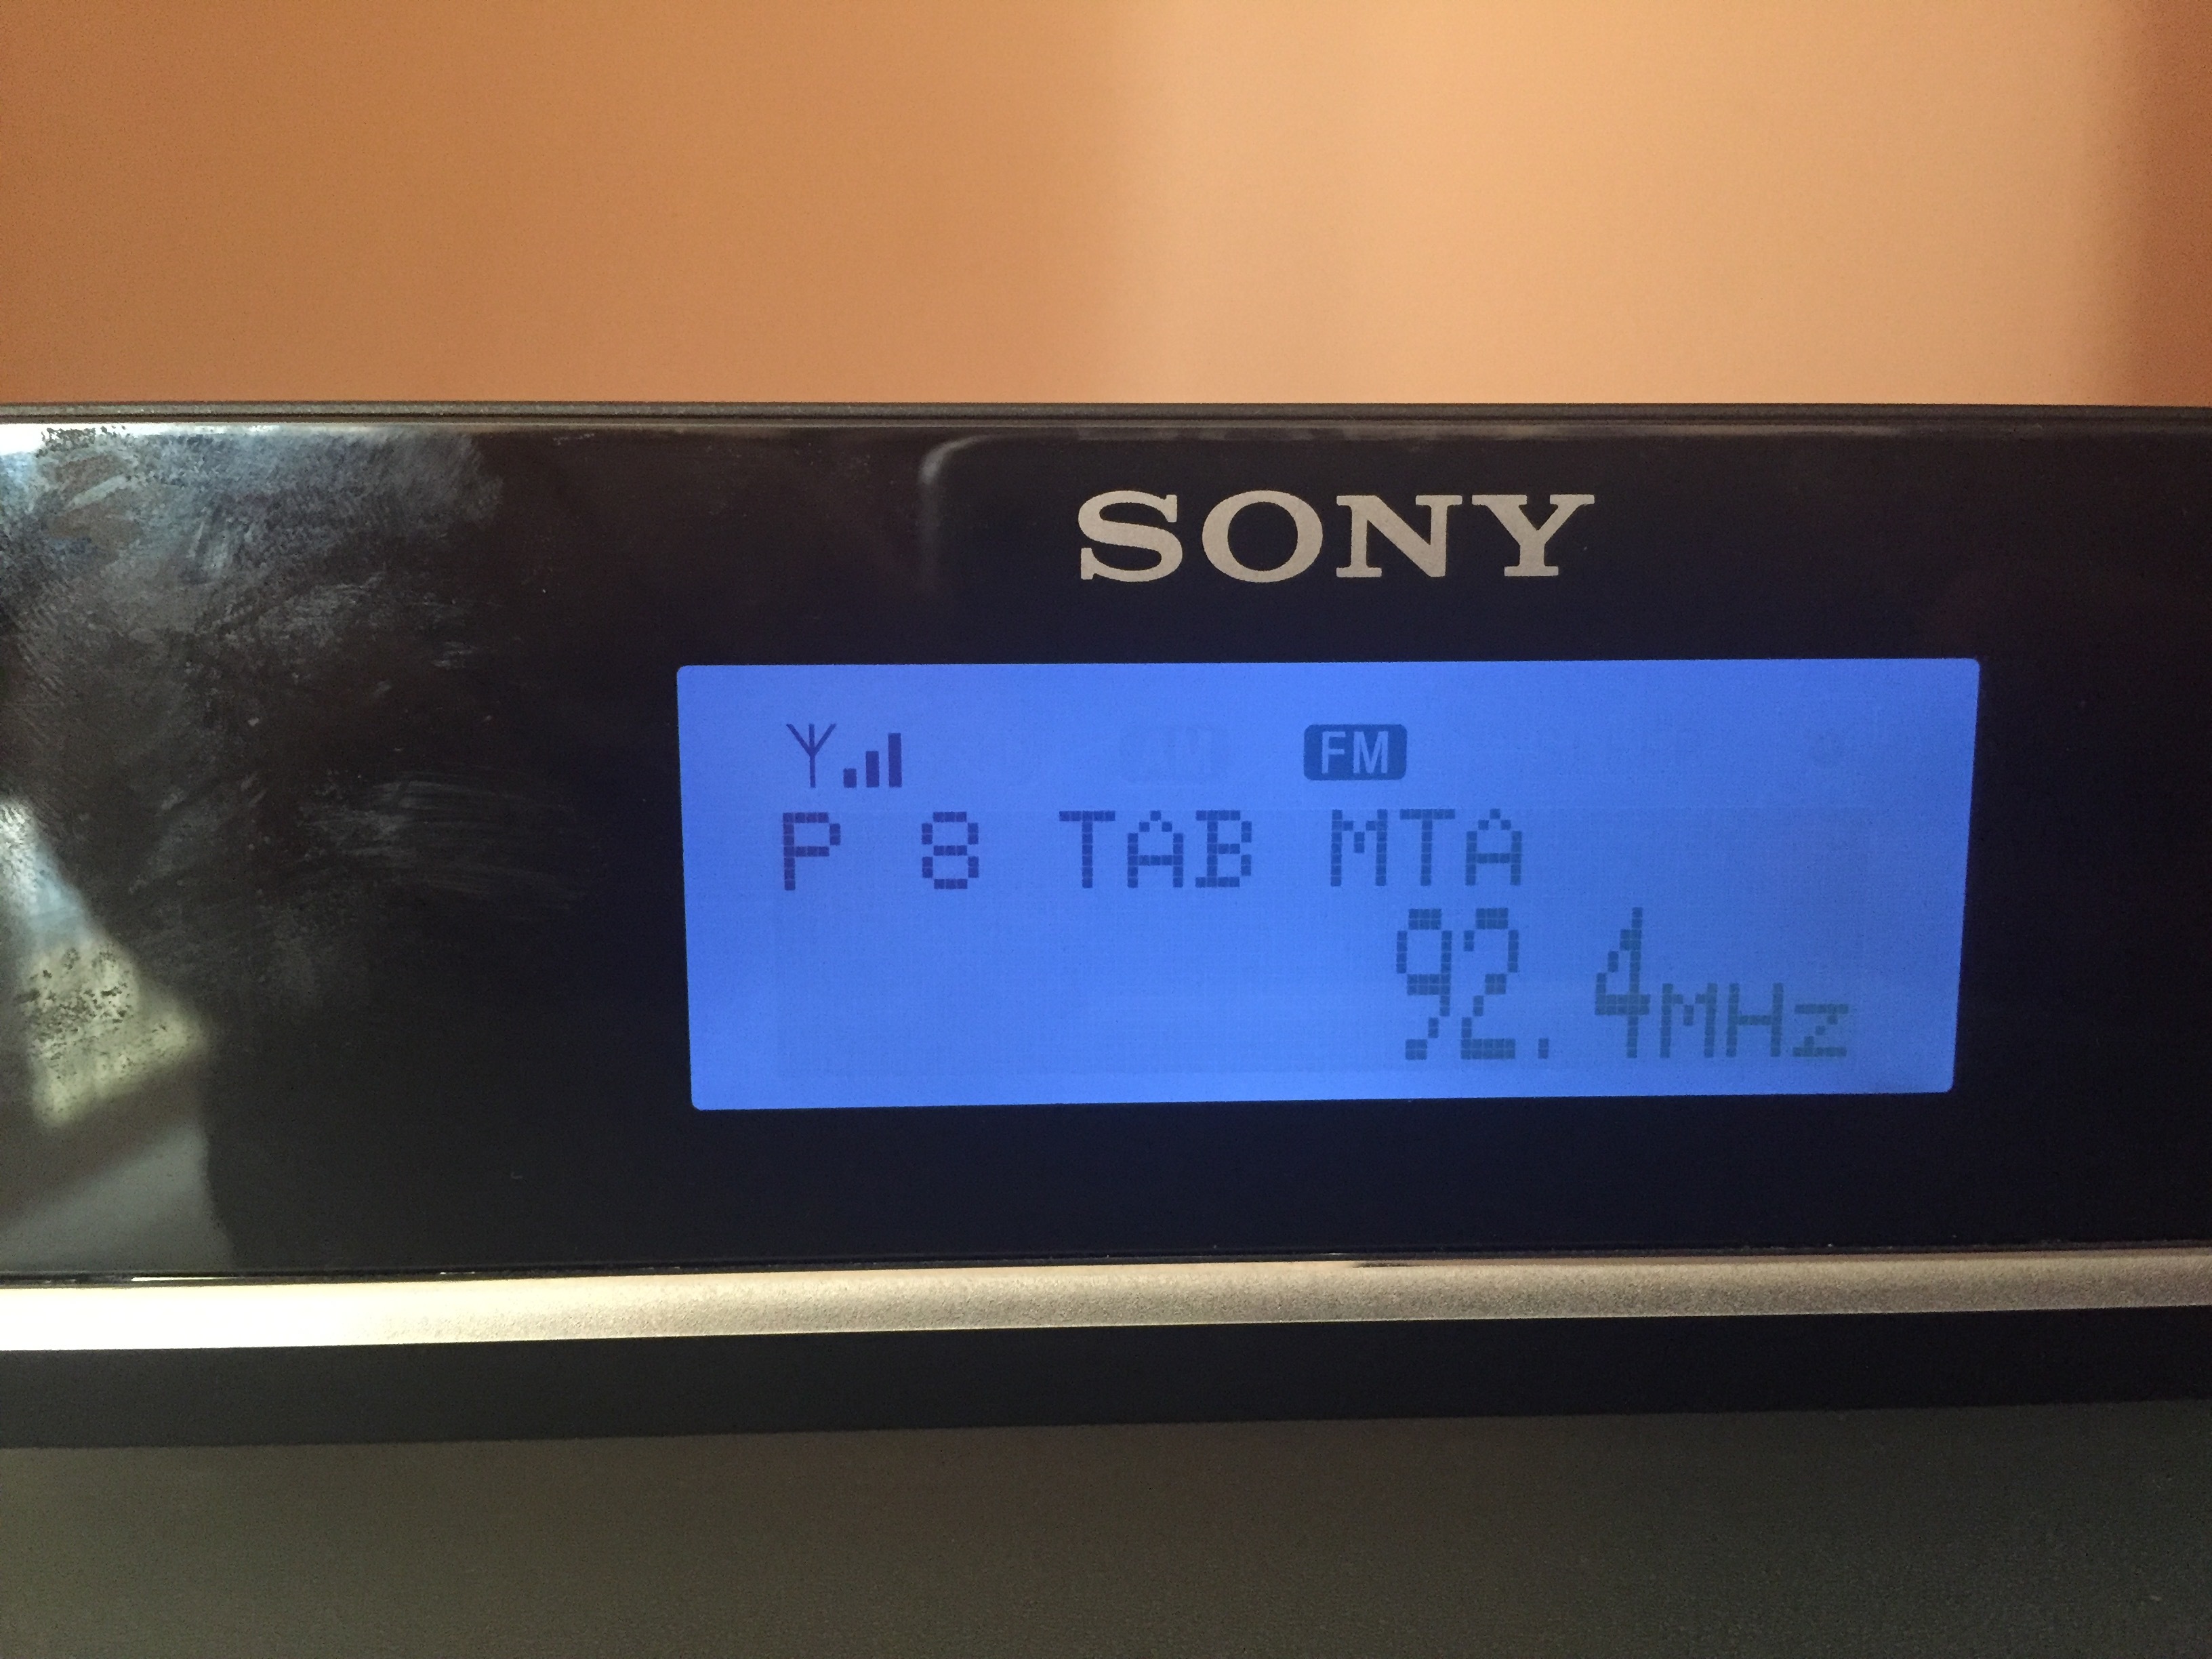 SONY
FM
P 8 TAB MTA
92.4MHz